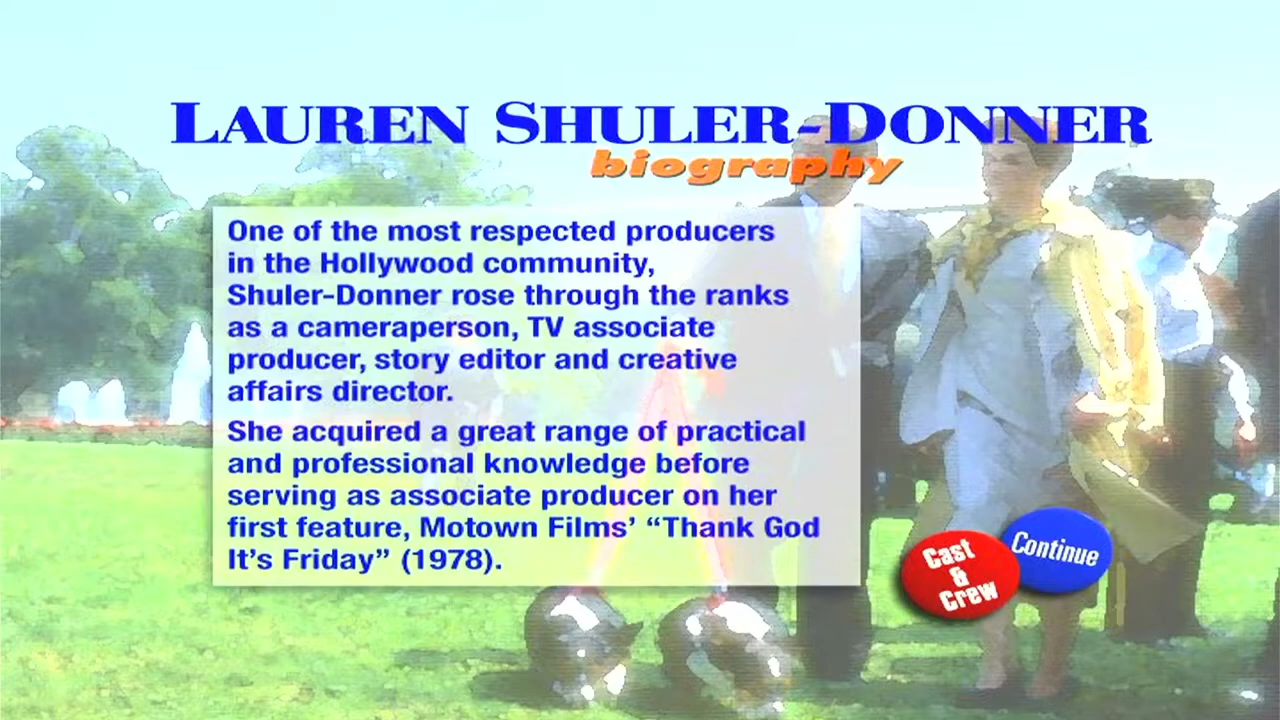 LAUREN SHULER-DONNER
biography
One of the most respected producers
in the Hollywood community,
Shuler-Donner rose through the ranks
as a cameraperson, TV associate
producer, story editor and creative
affairs director.
She acquired a great range of practical
and professional knowledge before
serving as associate producer on her
first feature, Motown Films’ “Thank God
It’s Friday” (1978).
Cast
&
Crew
Continue